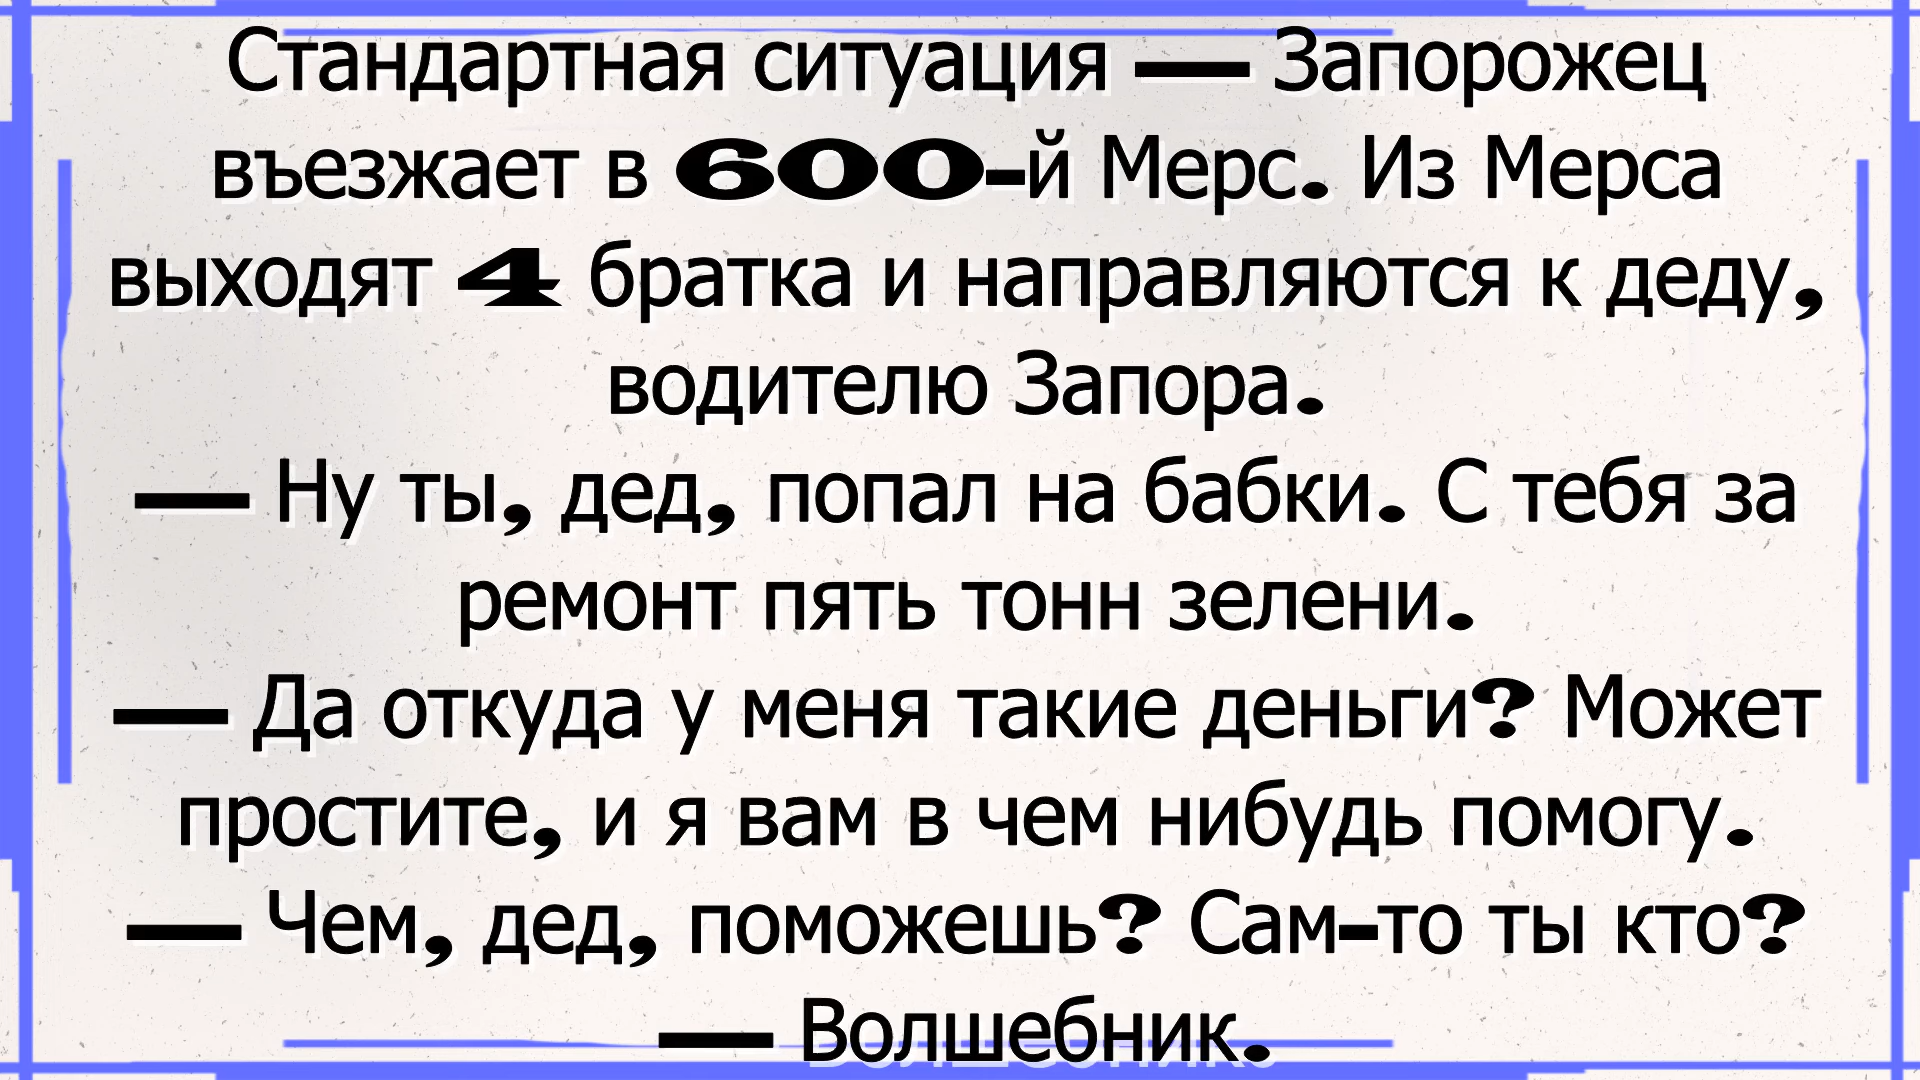 Стандартная ситуация — Запорожец
въезжает в 600-й Мерс. Из Мерса
выходят 4 братка и направляются к деду,
водителю Запора.
— Ну ты, дед, попал на бабки. С тебя за
ремонт пять тонн зелени.
— Да откуда у меня такие деньги? Может
простите, и я вам в чем нибудь помогу.
— Чем, дед, поможешь? Сам-то ты кто?
— Волшебник.